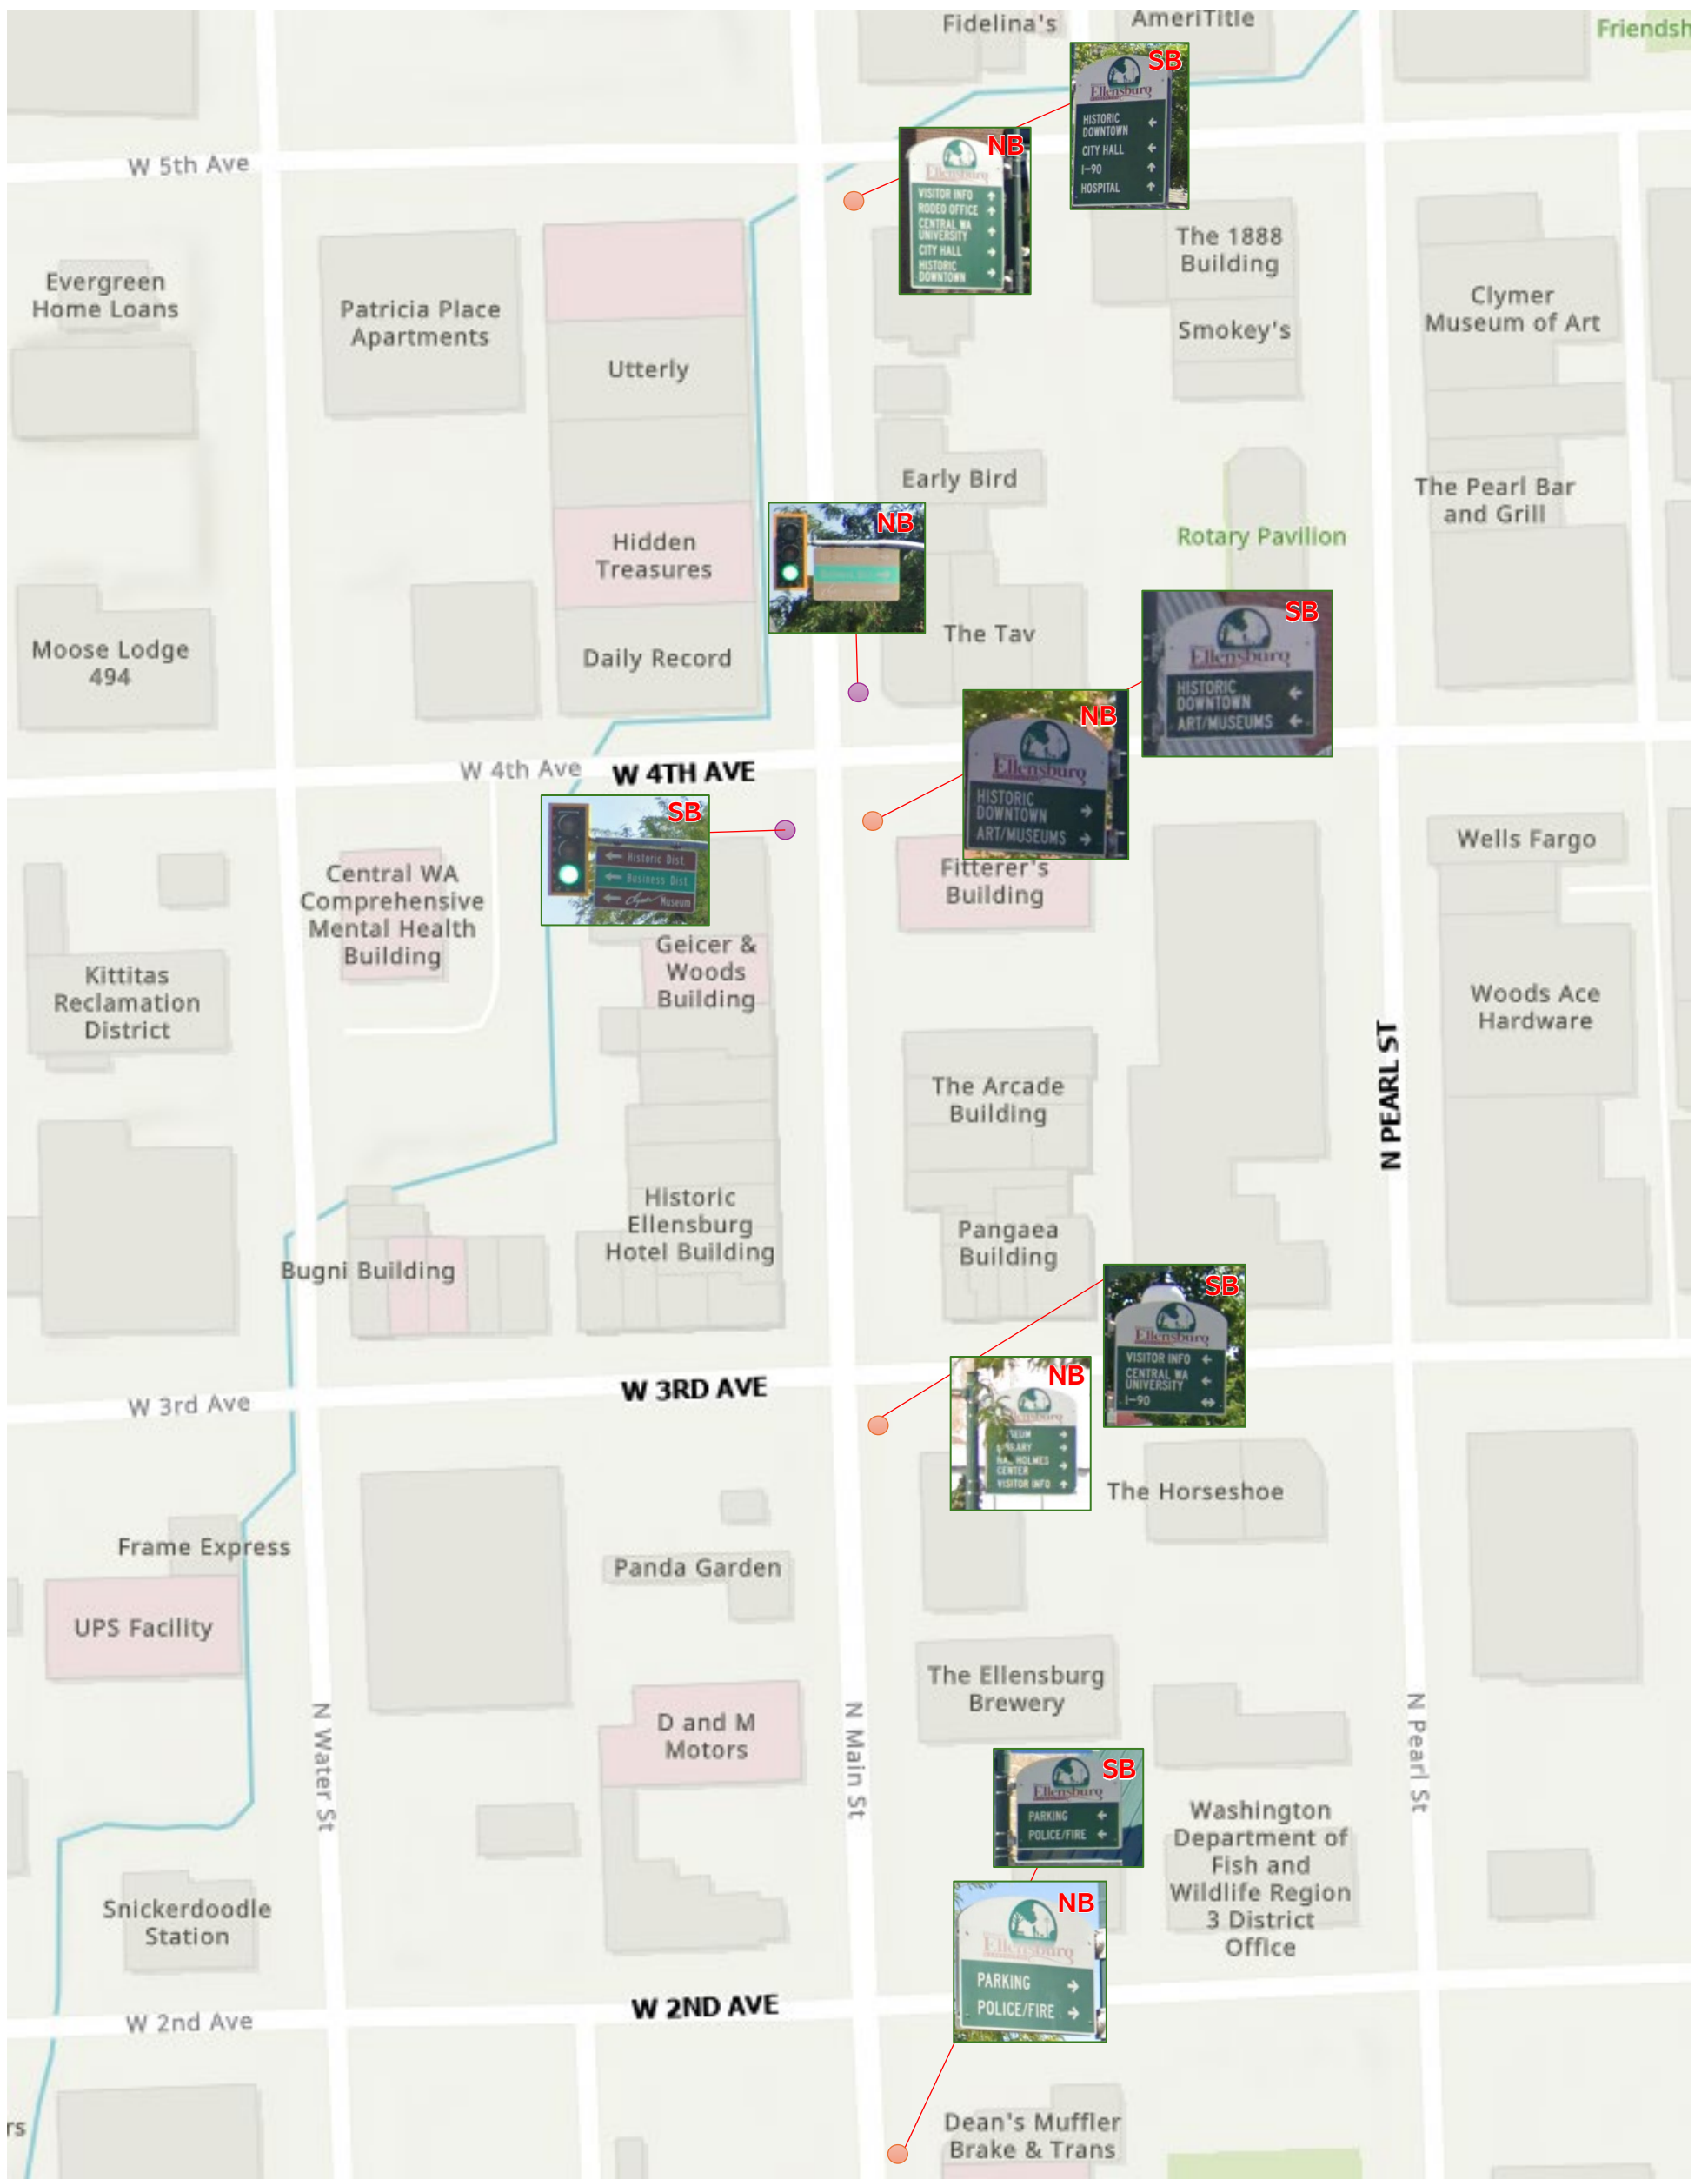 Fidelina's
AmeriTitle
Friendsh
SB
Ellensburg
HISTORIC
DOWNTOWN ←
CITY HALL ←
I-90 ↑
HOSPITAL ↑
NB
Ellensburg
VISITOR INFO ↑
RODEO OFFICE ↑
CENTRAL WA
UNIVERSITY ↑
CITY HALL →
HISTORIC
DOWNTOWN →
W 5th Ave
The 1888
Building
Evergreen
Home Loans
Patricia Place
Apartments
Clymer
Museum of Art
Smokey's
Utterly
Early Bird
The Pearl Bar
and Grill
Rotary Pavilion
NB
Hidden
Treasures
SB
Ellensburg
HISTORIC
DOWNTOWN ←
ART/MUSEUMS ←
The Tav
Moose Lodge
494
Daily Record
NB
Ellensburg
HISTORIC
DOWNTOWN →
ART/MUSEUMS →
W 4th Ave
W 4TH AVE
SB
← Historic Dist.
← Business Dist.
← Clymer Museum
Wells Fargo
Fitterer's
Building
Central WA
Comprehensive
Mental Health
Building
Geicer &
Woods
Building
Kittitas
Reclamation
District
Woods Ace
Hardware
The Arcade
Building
N PEARL ST
Historic
Ellensburg
Hotel Building
Pangaea
Building
Bugni Building
SB
Ellensburg
VISITOR INFO ←
CENTRAL WA
UNIVERSITY ←
I-90 ↔
NB
HOLMES
CENTER →
VISITOR INFO ↑
W 3RD AVE
W 3rd Ave
The Horseshoe
Frame Express
Panda Garden
UPS Facility
The Ellensburg
Brewery
N Water St
N Main St
N Pearl St
D and M
Motors
SB
Ellensburg
PARKING ←
POLICE/FIRE ←
Washington
Department of
Fish and
Wildlife Region
3 District
Office
NB
Ellensburg
PARKING →
POLICE/FIRE →
Snickerdoodle
Station
W 2ND AVE
W 2nd Ave
rs
Dean's Muffler
Brake & Trans